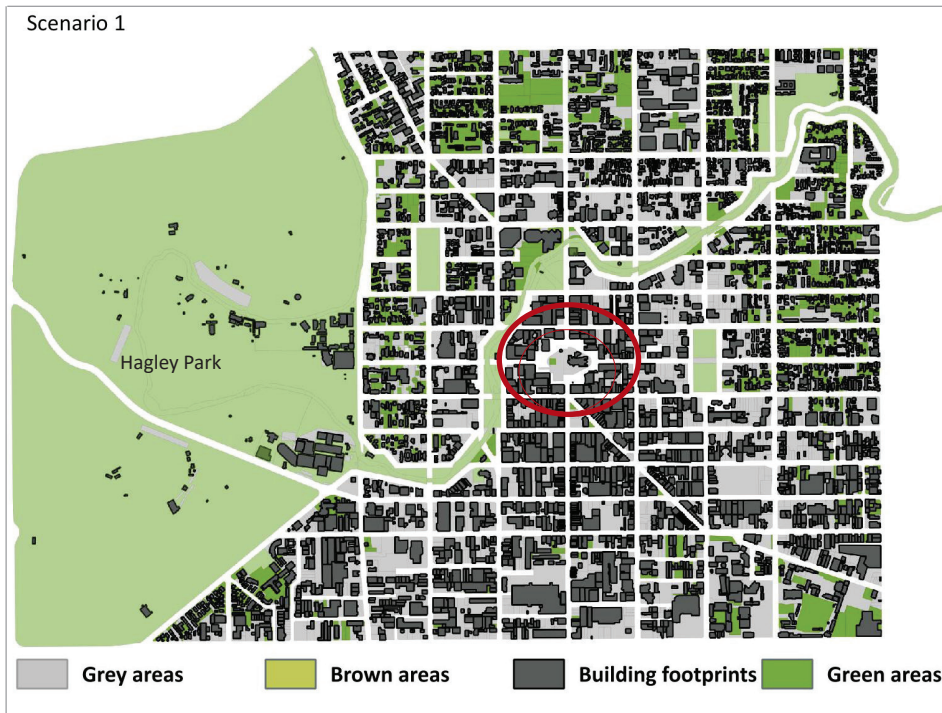 Scenario 1
Hagley Park
Grey areas
Brown areas
Building footprints
Green areas